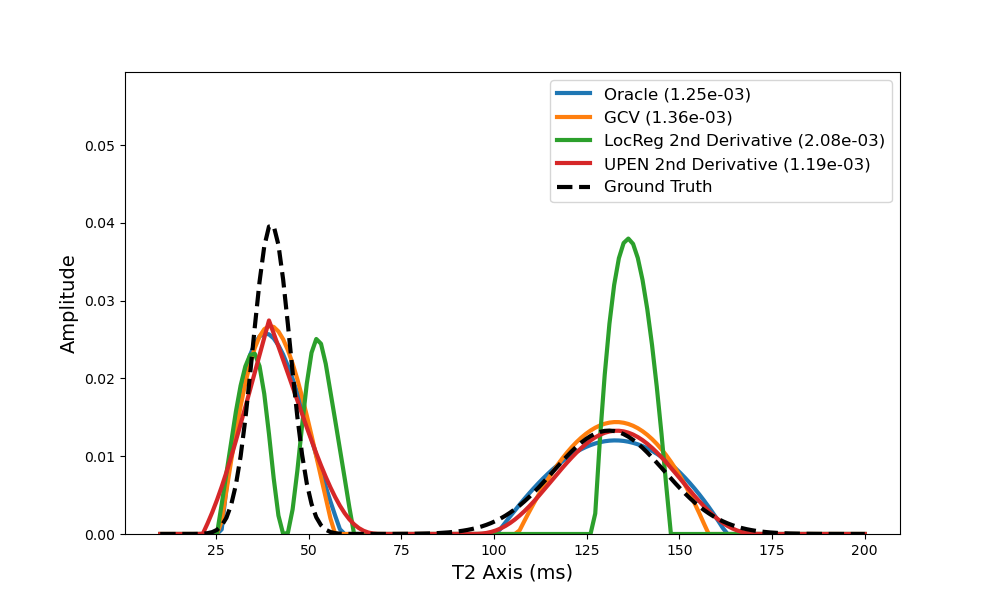 Oracle (1.25e-03)
GCV (1.36e-03)
LocReg 2nd Derivative (2.08e-03)
UPEN 2nd Derivative (1.19e-03)
Ground Truth
Amplitude
0.05
0.04
0.03
0.02
0.01
0.00
25 50 75 100 125 150 175 200
T2 Axis (ms)